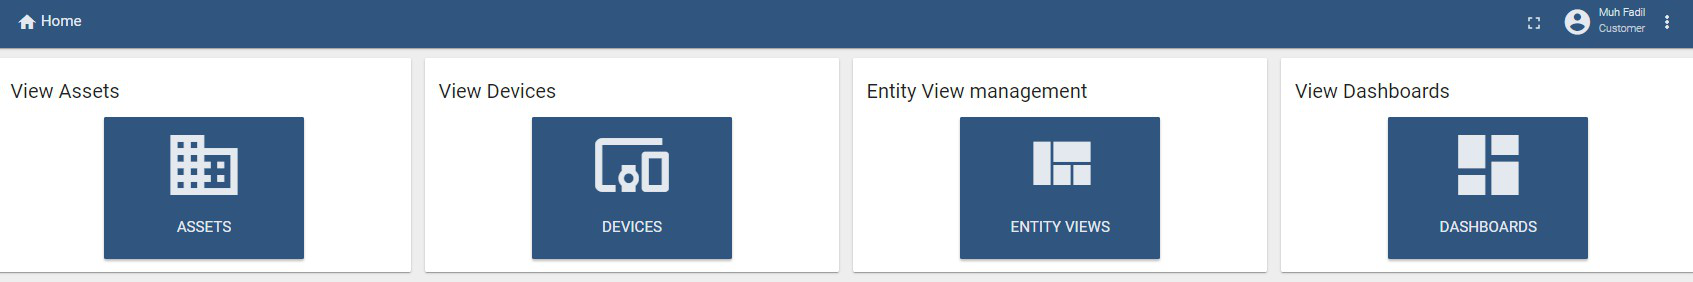 Home
Muh Fadil
Customer
View Assets
View Devices
Entity View management
View Dashboards
ASSETS
DEVICES
ENTITY VIEWS
DASHBOARDS